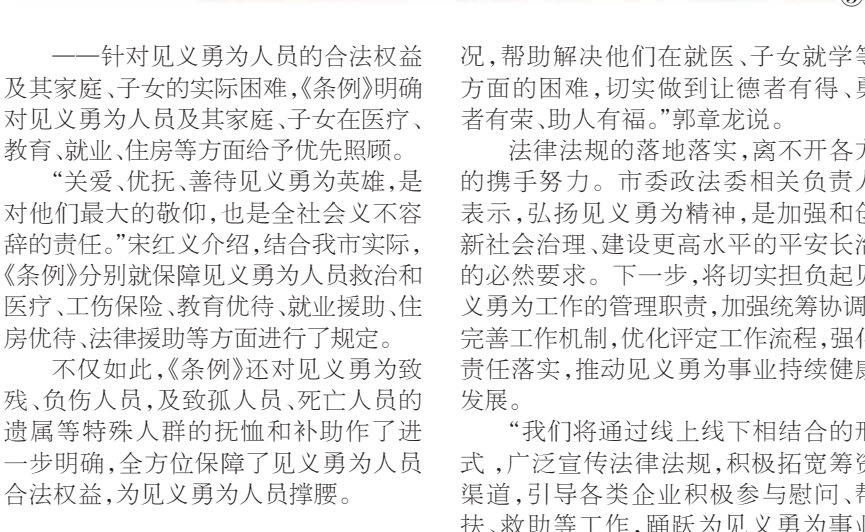 ——针对见义勇为人员的合法权益
及其家庭、子女的实际困难,《条例》明确
对见义勇为人员及其家庭、子女在医疗、
教育、就业、住房等方面给予优先照顾。
“关爱、优抚、善待见义勇为英雄,是
对他们最大的敬仰,也是全社会义不容
辞的责任。”宋红义介绍,结合我市实际,
《条例》分别就保障见义勇为人员救治和
医疗、工伤保险、教育优待、就业援助、住
房优待、法律援助等方面进行了规定。
不仅如此,《条例》还对见义勇为致
残、负伤人员,及致孤人员、死亡人员的
遗属等特殊人群的抚恤和补助作了进
一步明确,全方位保障了见义勇为人员
合法权益,为见义勇为人员撑腰。
况,帮助解决他们在就医、子女就学等
方面的困难,切实做到让德者有得、勇
者有荣、助人有福。”郭章龙说。
法律法规的落地落实,离不开各方
的携手努力。市委政法委相关负责人
表示,弘扬见义勇为精神,是加强和创
新社会治理、建设更高水平的平安长治
的必然要求。下一步,将切实担负起见
义勇为工作的管理职责,加强统筹协调,
完善工作机制,优化评定工作流程,强化
责任落实,推动见义勇为事业持续健康
发展。
“我们将通过线上线下相结合的形
式,广泛宣传法律法规,积极拓宽筹资
渠道,引导各类企业积极参与慰问、帮
扶、救助等工作,踊跃为见义勇为事业